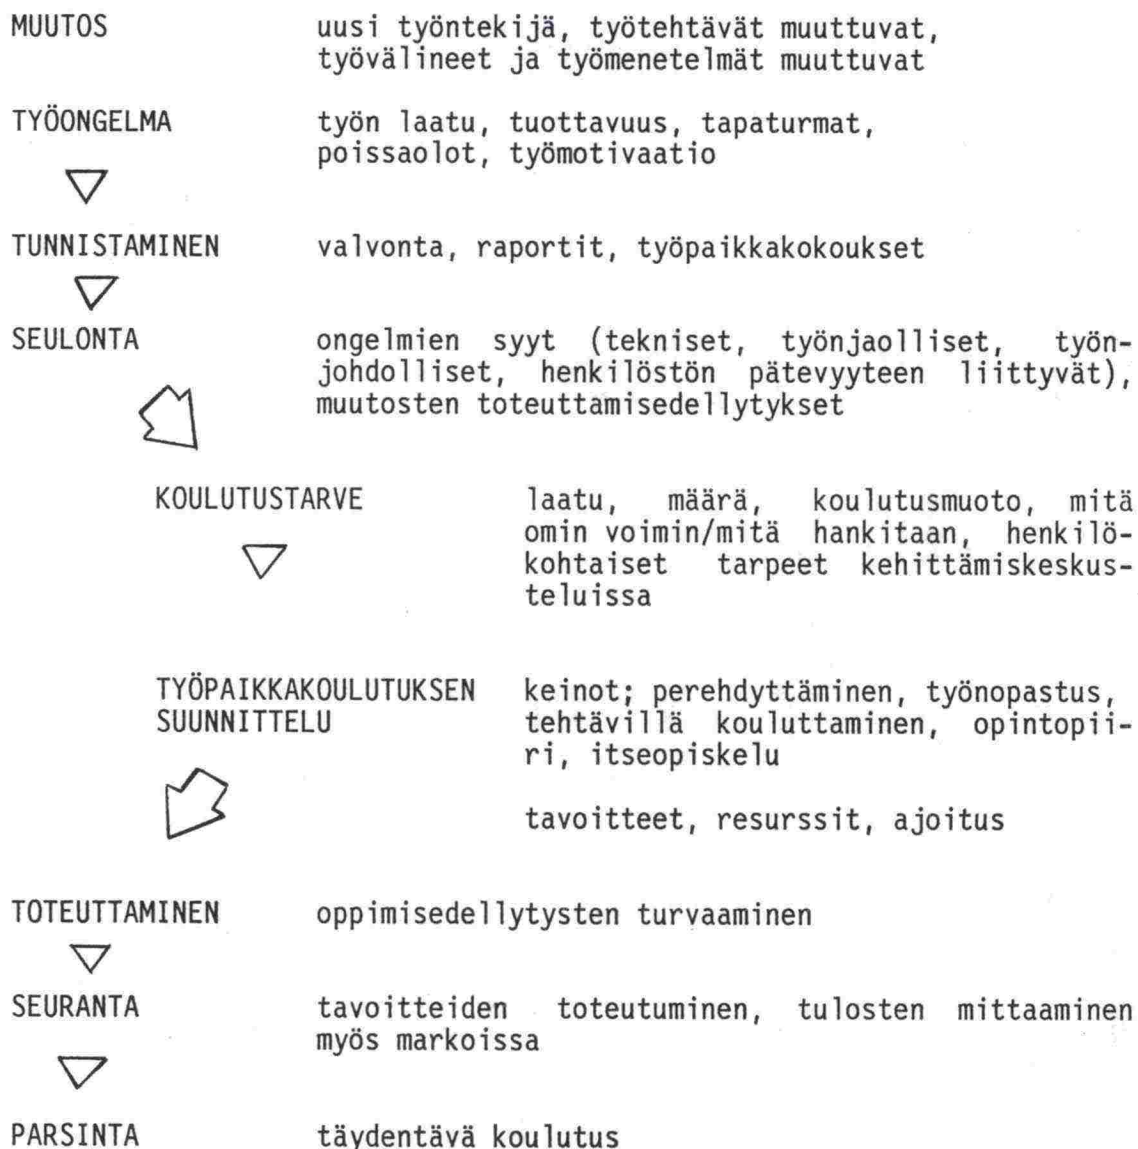 MUUTOS uusi työntekijä, työtehtävät muuttuvat,
työvälineet ja työmenetelmät muuttuvat
TYÖONGELMA työn laatu, tuottavuus, tapaturmat,
poissaolot, työmotivaatio
TUNNISTAMINEN valvonta, raportit, työpaikkakokoukset
SEULONTA ongelmien syyt (tekniset, työnjaolliset, työn-
johdolliset, henkilöstön pätevyyteen liittyvät),
muutosten toteuttamisedellytykset
KOULUTUSTARVE laatu, määrä, koulutusmuoto, mitä
omin voimin/mitä hankitaan, henkilö-
kohtaiset tarpeet kehittämiskeskus-
teluissa
TYÖPAIKKAKOULUTUKSEN keinot; perehdyttäminen, työnopastus,
SUUNNITTELU tehtävillä kouluttaminen, opintopii-
ri, itseopiskelu
tavoitteet, resurssit, ajoitus
TOTEUTTAMINEN oppimisedellytysten turvaaminen
SEURANTA tavoitteiden toteutuminen, tulosten mittaaminen
myös markoissa
PARSINTA täydentävä koulutus